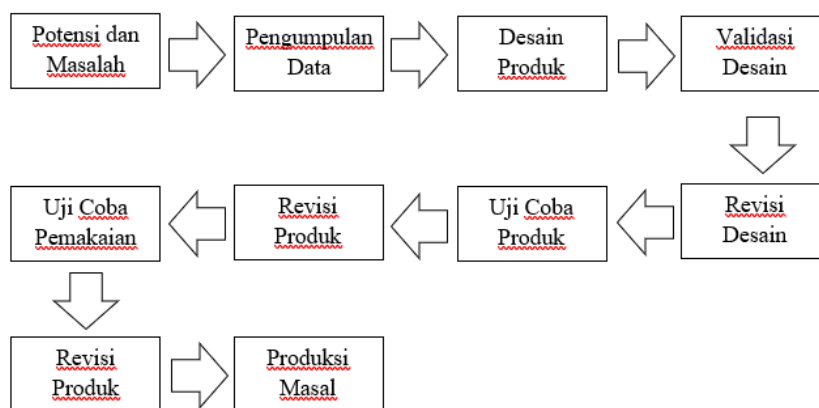 Potensi dan
Masalah
Pengumpulan
Data
Desain
Produk
Validasi
Desain
Revisi
Desain
Uji Coba
Produk
Revisi
Produk
Uji Coba
Pemakaian
Revisi
Produk
Produksi
Masal